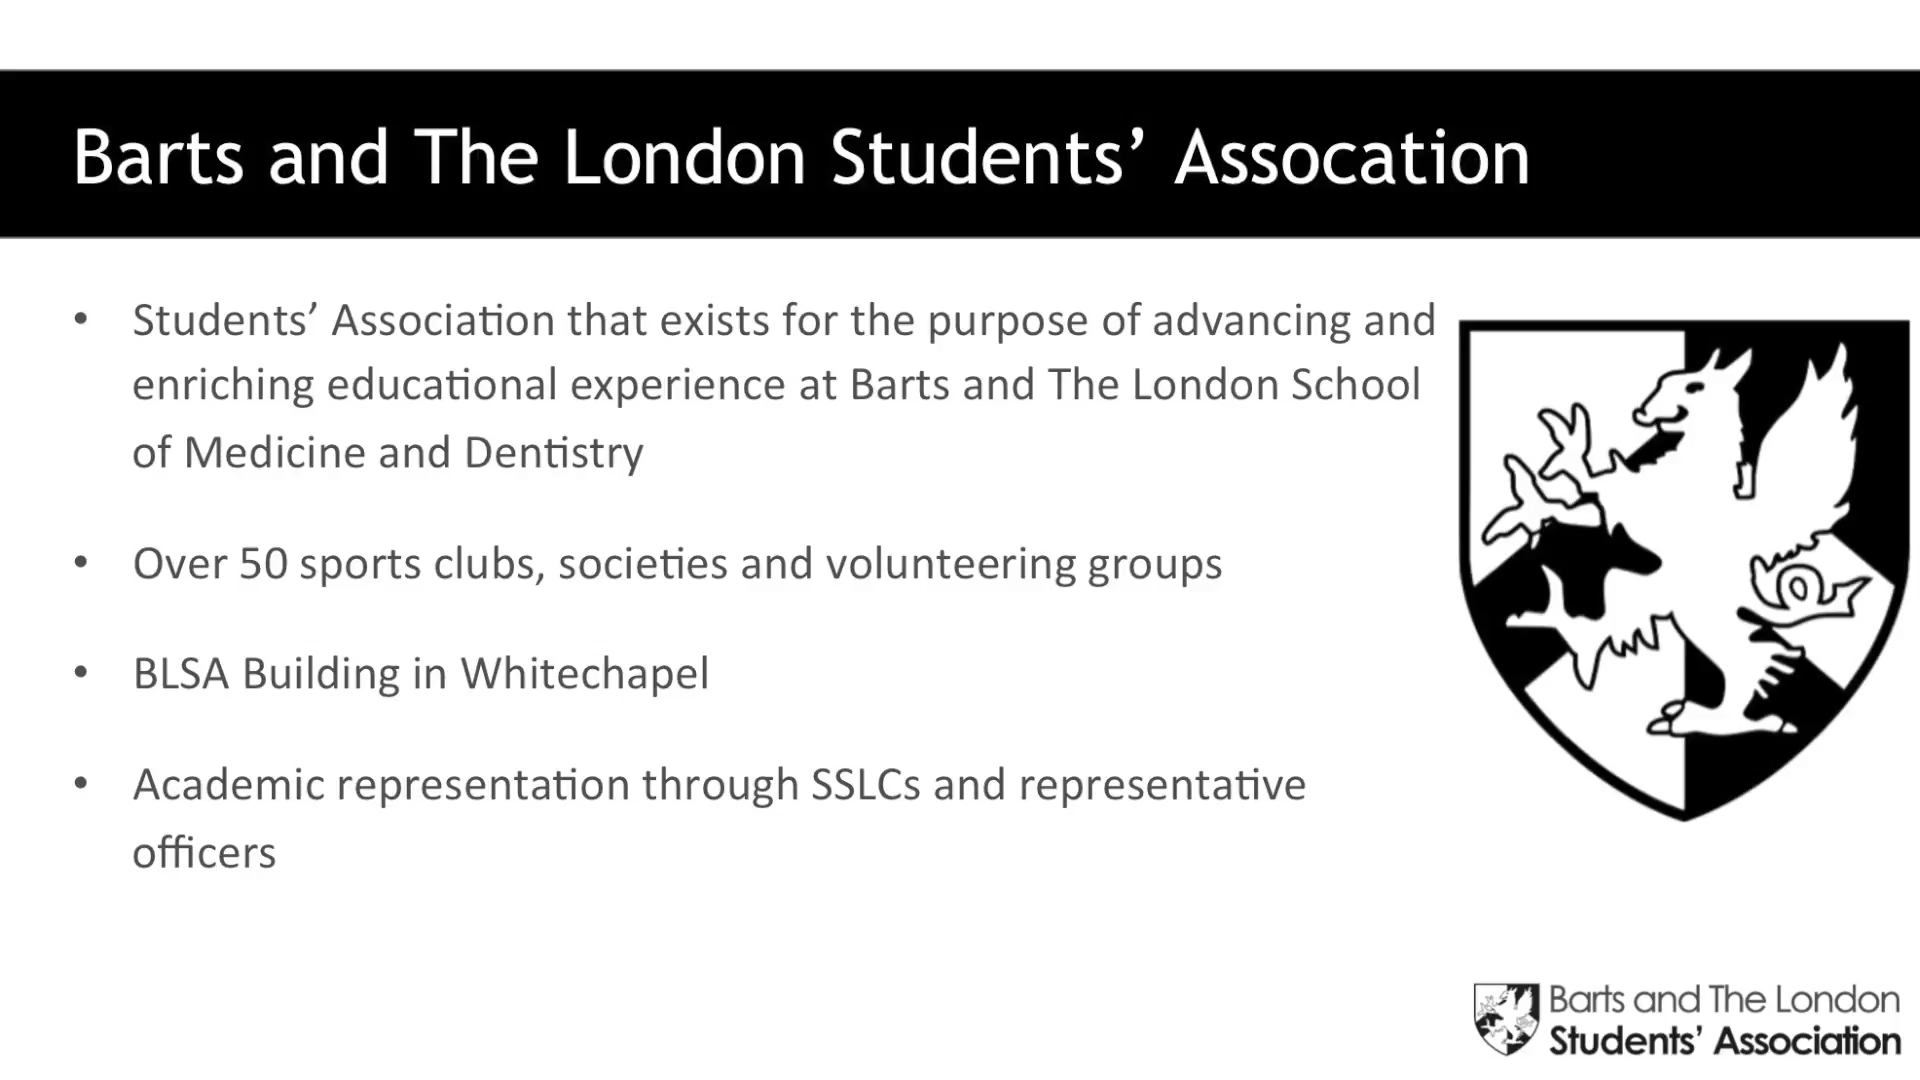 Barts and The London Students’ Assocation
• Students’ Association that exists for the purpose of advancing and
enriching educational experience at Barts and The London School
of Medicine and Dentistry
• Over 50 sports clubs, societies and volunteering groups
• BLSA Building in Whitechapel
• Academic representation through SSLCs and representative
officers
Barts and The London
Students’ Association